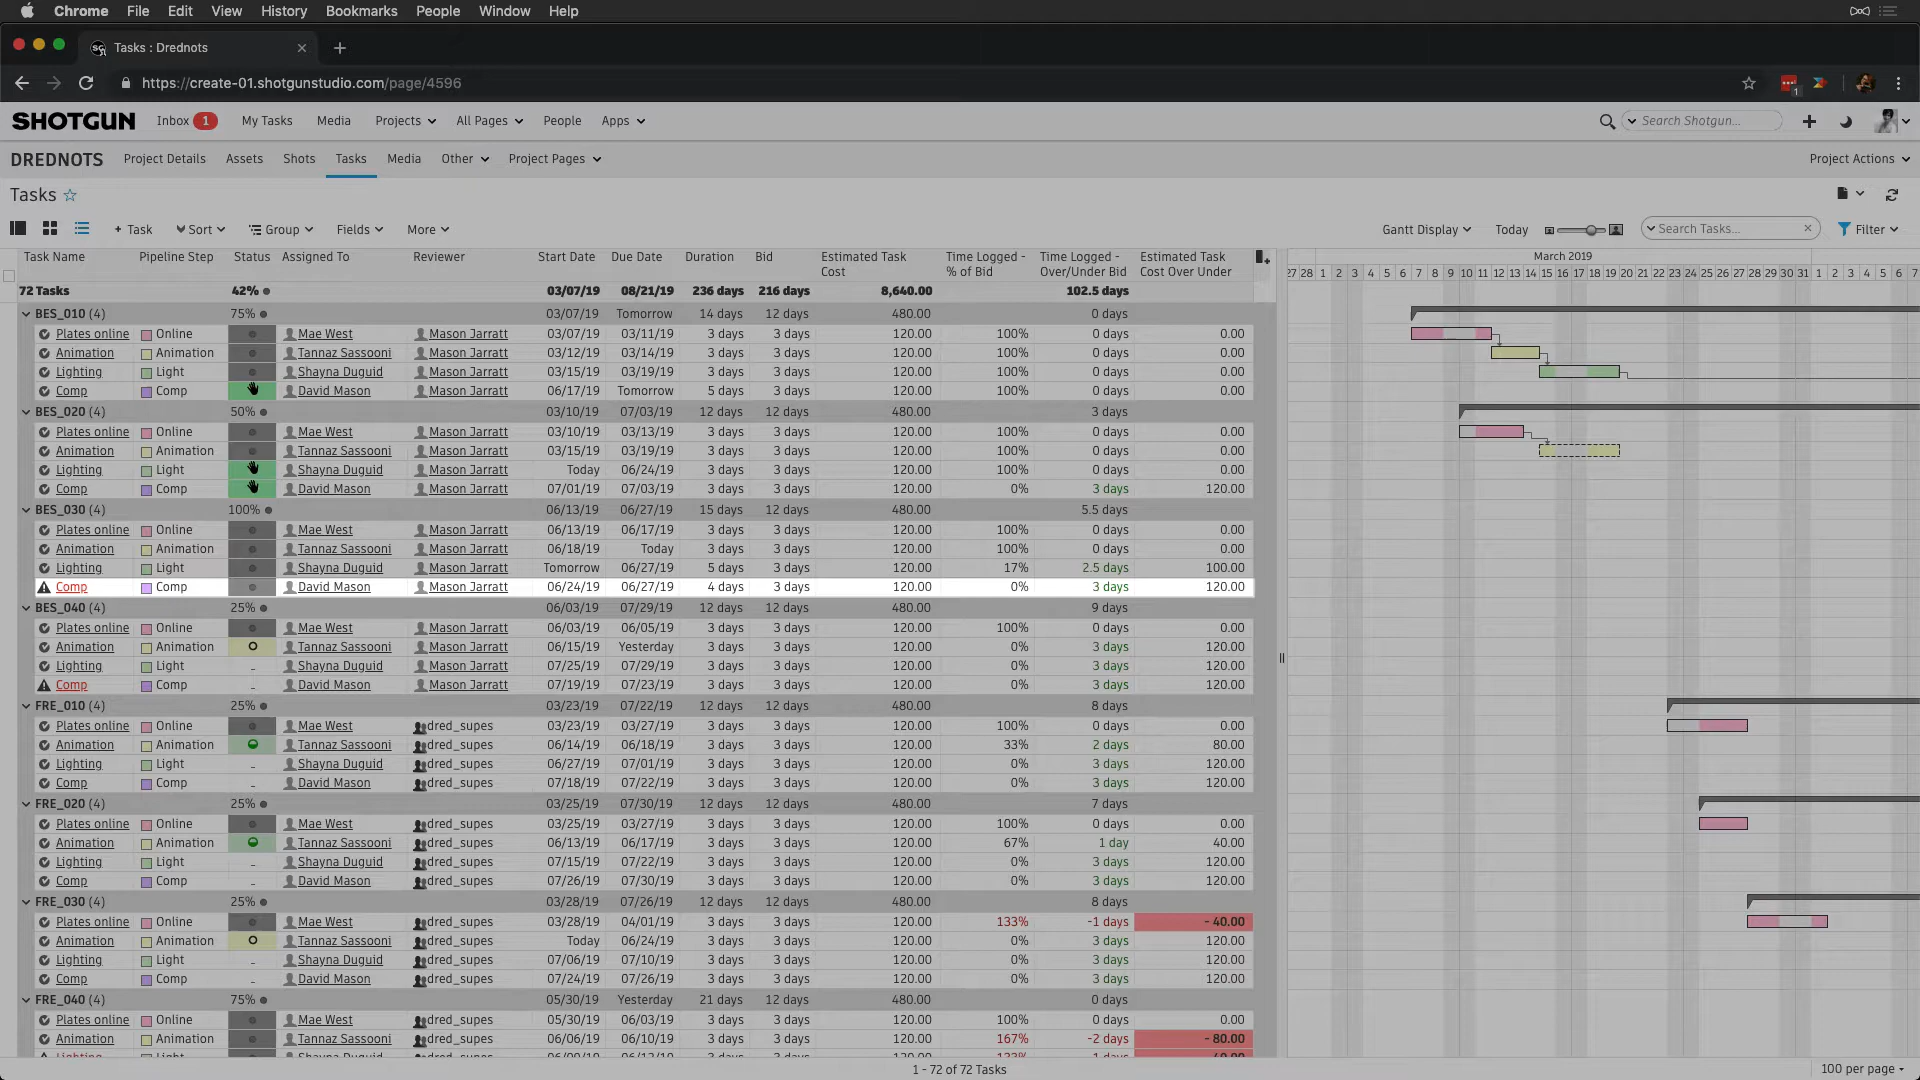 Chrome File Edit View History Bookmarks People Window Help
Tasks : Drednots
https://create-01.shotgunstudio.com/page/4596
1
SHOTGUN Inbox 1 My Tasks Media Projects All Pages People Apps Search Shotgun...
DREDNOTS Project Details Assets Shots Tasks Media Other Project Pages Project Actions
Tasks
+ Task Sort Group Fields More Gantt Display Today Search Tasks... Filter
Task Name Pipeline Step Status Assigned To Reviewer Start Date Due Date Duration Bid Estimated Task Cost Time Logged - % of Bid Time Logged - Over/Under Bid Estimated Task Cost Over Under
March 2019
27 28 1 2 3 4 5 6 7 8 9 10 11 12 13 14 15 16 17 18 19 20 21 22 23 24 25 26 27 28 29 30 31 1 2 3 4 5 6 7
72 Tasks 42% 03/07/19 08/21/19 236 days 216 days 8,640.00 102.5 days
BES_010 (4) 75% 03/07/19 Tomorrow 14 days 12 days 480.00 0 days
Plates online Online Mae West Mason Jarratt 03/07/19 03/11/19 3 days 3 days 120.00 100% 0 days 0.00
Animation Animation Tannaz Sassooni Mason Jarratt 03/12/19 03/14/19 3 days 3 days 120.00 100% 0 days 0.00
Lighting Light Shayna Duguid Mason Jarratt 03/15/19 03/19/19 3 days 3 days 120.00 100% 0 days 0.00
Comp Comp David Mason Mason Jarratt 06/17/19 Tomorrow 5 days 3 days 120.00 100% 0 days 0.00
BES_020 (4) 50% 03/10/19 07/03/19 12 days 12 days 480.00 3 days
Plates online Online Mae West Mason Jarratt 03/10/19 03/13/19 3 days 3 days 120.00 100% 0 days 0.00
Animation Animation Tannaz Sassooni Mason Jarratt 03/15/19 03/19/19 3 days 3 days 120.00 100% 0 days 0.00
Lighting Light Shayna Duguid Mason Jarratt Today 06/24/19 3 days 3 days 120.00 100% 0 days 0.00
Comp Comp David Mason Mason Jarratt 07/01/19 07/03/19 3 days 3 days 120.00 0% 3 days 120.00
BES_030 (4) 100% 06/13/19 06/27/19 15 days 12 days 480.00 5.5 days
Plates online Online Mae West Mason Jarratt 06/13/19 06/17/19 3 days 3 days 120.00 100% 0 days 0.00
Animation Animation Tannaz Sassooni Mason Jarratt 06/18/19 Today 3 days 3 days 120.00 100% 0 days 0.00
Lighting Light Shayna Duguid Mason Jarratt Tomorrow 06/27/19 5 days 3 days 120.00 17% 2.5 days 100.00
Comp Comp David Mason Mason Jarratt 06/24/19 06/27/19 4 days 3 days 120.00 0% 3 days 120.00
BES_040 (4) 25% 06/03/19 07/29/19 12 days 12 days 480.00 9 days
Plates online Online Mae West Mason Jarratt 06/03/19 06/05/19 3 days 3 days 120.00 100% 0 days 0.00
Animation Animation Tannaz Sassooni Mason Jarratt 06/15/19 Yesterday 3 days 3 days 120.00 0% 3 days 120.00
Lighting Light Shayna Duguid Mason Jarratt 07/25/19 07/29/19 3 days 3 days 120.00 0% 3 days 120.00
Comp Comp David Mason Mason Jarratt 07/19/19 07/23/19 3 days 3 days 120.00 0% 3 days 120.00
FRE_010 (4) 25% 03/23/19 07/22/19 12 days 12 days 480.00 8 days
Plates online Online Mae West dred_supes 03/23/19 03/27/19 3 days 3 days 120.00 100% 0 days 0.00
Animation Animation Tannaz Sassooni dred_supes 06/14/19 06/18/19 3 days 3 days 120.00 33% 2 days 80.00
Lighting Light Shayna Duguid dred_supes 06/27/19 07/01/19 3 days 3 days 120.00 0% 3 days 120.00
Comp Comp David Mason dred_supes 07/18/19 07/22/19 3 days 3 days 120.00 0% 3 days 120.00
FRE_020 (4) 25% 03/25/19 07/30/19 12 days 12 days 480.00 7 days
Plates online Online Mae West dred_supes 03/25/19 03/27/19 3 days 3 days 120.00 100% 0 days 0.00
Animation Animation Tannaz Sassooni dred_supes 06/13/19 06/17/19 3 days 3 days 120.00 67% 1 day 40.00
Lighting Light Shayna Duguid dred_supes 07/15/19 07/22/19 3 days 3 days 120.00 0% 3 days 120.00
Comp Comp David Mason dred_supes 07/26/19 07/30/19 3 days 3 days 120.00 0% 3 days 120.00
FRE_030 (4) 25% 03/28/19 07/26/19 12 days 12 days 480.00 8 days
Plates online Online Mae West dred_supes 03/28/19 04/01/19 3 days 3 days 120.00 133% -1 days - 40.00
Animation Animation Tannaz Sassooni dred_supes Today 06/24/19 3 days 3 days 120.00 0% 3 days 120.00
Lighting Light Shayna Duguid dred_supes 07/06/19 07/10/19 3 days 3 days 120.00 0% 3 days 120.00
Comp Comp David Mason dred_supes 07/24/19 07/26/19 3 days 3 days 120.00 0% 3 days 120.00
FRE_040 (4) 75% 05/30/19 Yesterday 21 days 12 days 480.00 0 days
Plates online Online Mae West dred_supes 05/30/19 06/03/19 3 days 3 days 120.00 100% 0 days 0.00
Animation Animation Tannaz Sassooni dred_supes 06/06/19 06/10/19 3 days 3 days 120.00 167% -2 days - 80.00
1 - 72 of 72 Tasks
100 per page